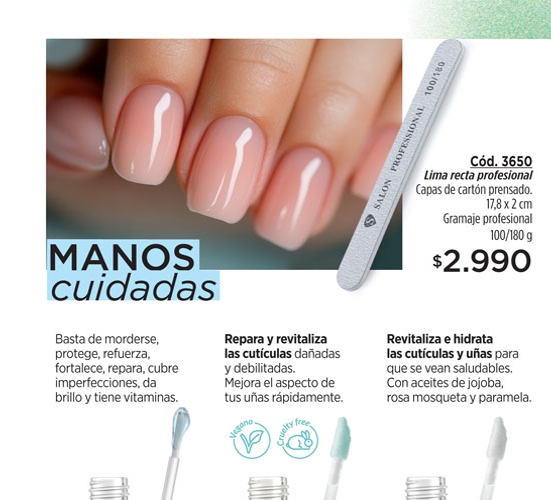 SALON PROFESSIONAL 100/180
Cód. 3650
Lima recta profesional
Capas de cartón prensado.
17,8 x 2 cm
Gramaje profesional
100/180 g
$2.990
MANOS
cuidadas
Basta de morderse,
protege, refuerza,
fortalece, repara, cubre
imperfecciones, da
brillo y tiene vitaminas.
Repara y revitaliza
las cutículas dañadas
y debilitadas.
Mejora el aspecto de
tus uñas rápidamente.
Vegano
Cruelty free
Revitaliza e hidrata
las cutículas y uñas para
que se vean saludables.
Con aceites de jojoba,
rosa mosqueta y paramela.